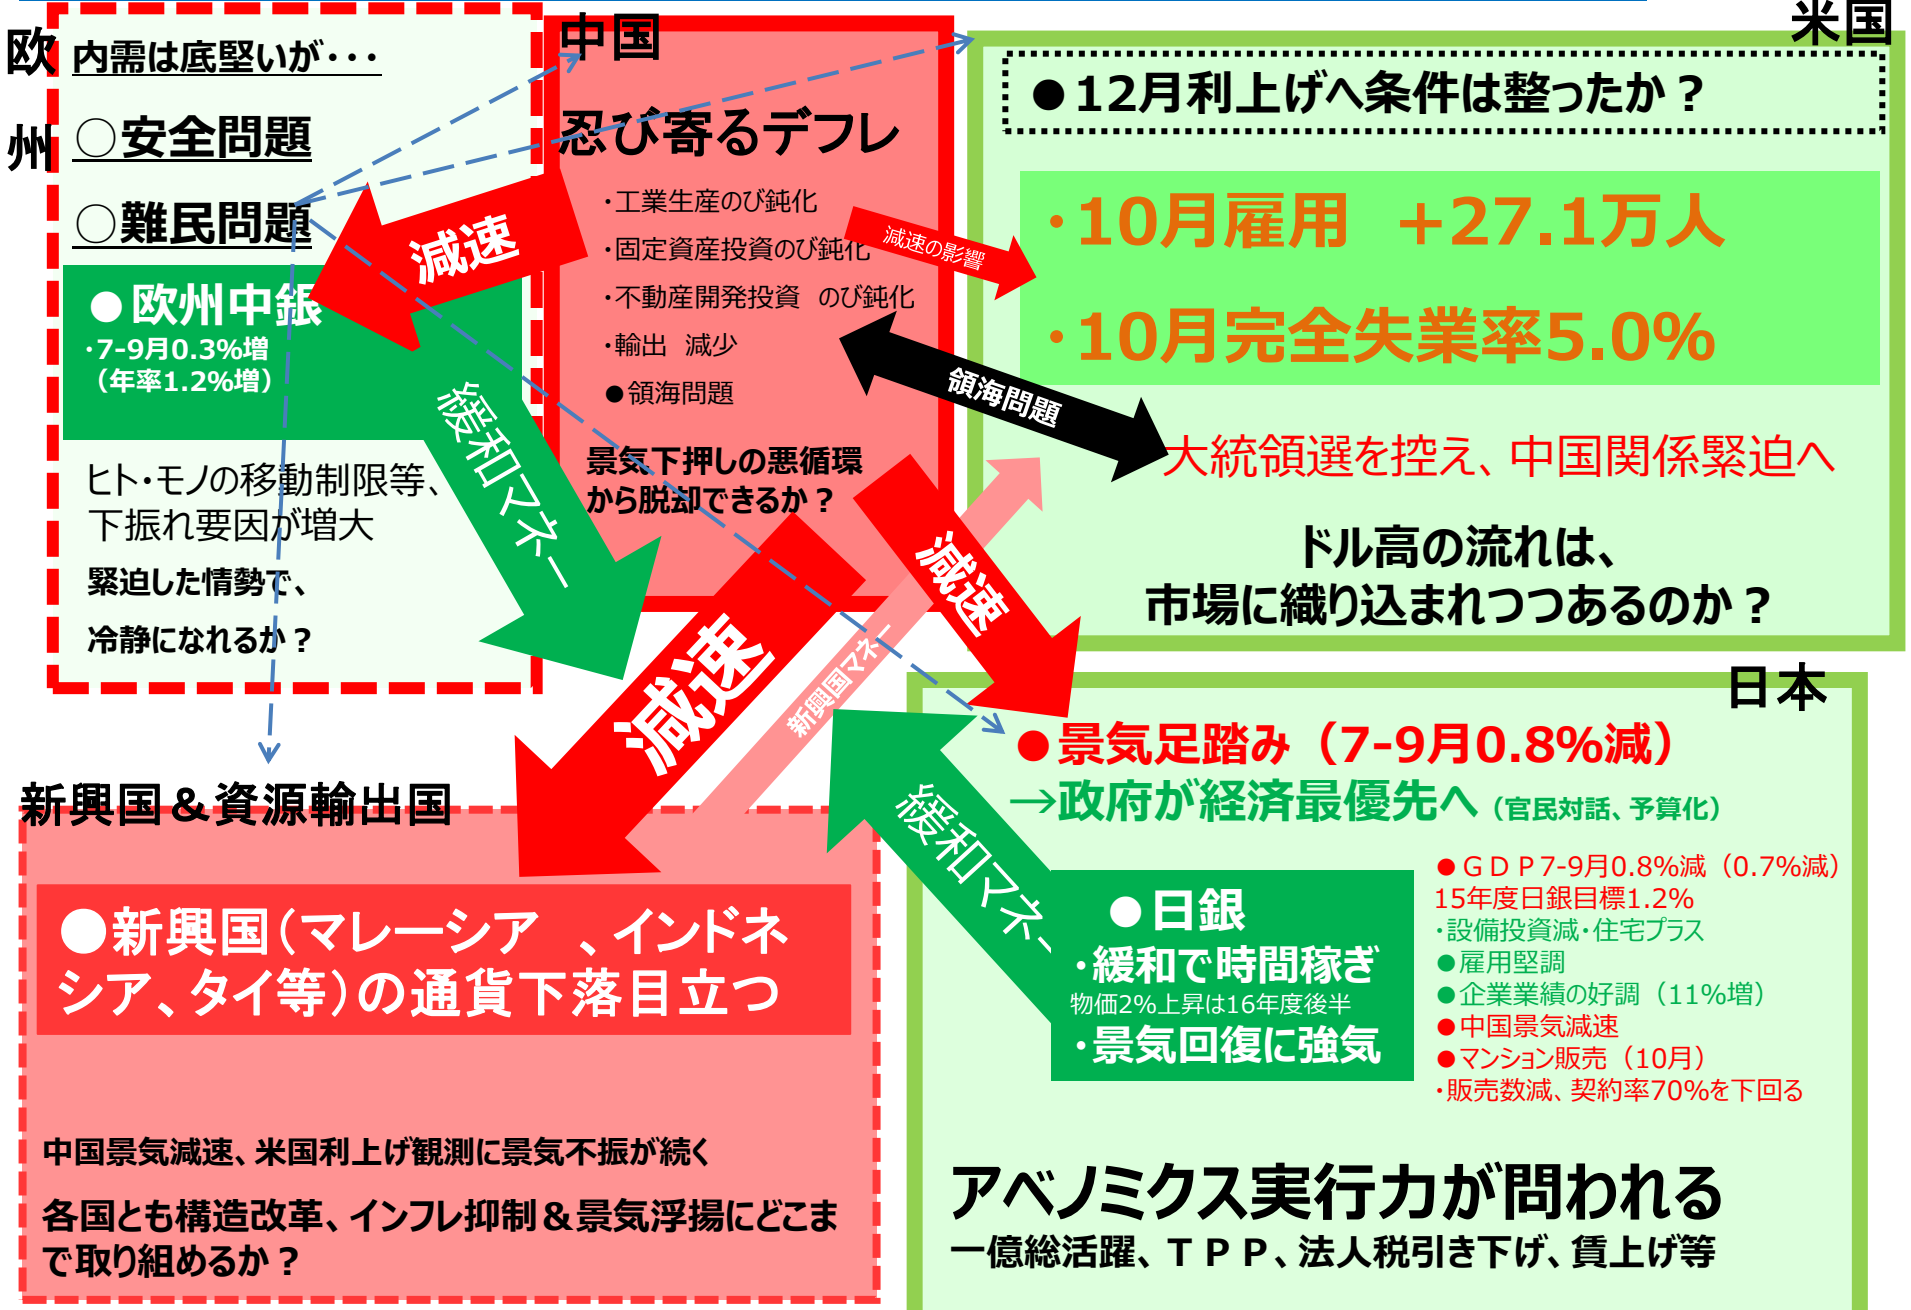 欧州
内需は底堅いが・・・
○安全問題
○難民問題
●欧州中銀
・7-9月0.3%増
（年率1.2%増）
ヒト・モノの移動制限等、
下振れ要因が増大
緊迫した情勢で、
冷静になれるか？
減速
緩和マネー
中国
忍び寄るデフレ
・工業生産のび鈍化
・固定資産投資のび鈍化
・不動産開発投資　のび鈍化
・輸出　減少
●領海問題
景気下押しの悪循環
から脱却できるか？
減速の影響
領海問題
減速
減速
新興国マネー
米国
●12月利上げへ条件は整ったか？
・10月雇用　+27.1万人
・10月完全失業率5.0%
大統領選を控え、中国関係緊迫へ
ドル高の流れは、
市場に織り込まれつつあるのか？
新興国＆資源輸出国
●新興国（マレーシア　、インドネ
シア、タイ等）の通貨下落目立つ
中国景気減速、米国利上げ観測に景気不振が続く
各国とも構造改革、インフレ抑制＆景気浮揚にどこま
で取り組めるか？
日本
●景気足踏み（7-9月0.8%減）
→政府が経済最優先へ（官民対話、予算化）
緩和マネー
●日銀
・緩和で時間稼ぎ
物価2%上昇は16年度後半
・景気回復に強気
●ＧＤＰ7-9月0.8%減（0.7%減）
15年度日銀目標1.2%
・設備投資減・住宅プラス
●雇用堅調
●企業業績の好調（11%増）
●中国景気減速
●マンション販売（10月）
・販売数減、契約率70%を下回る
アベノミクス実行力が問われる
一億総活躍、ＴＰＰ、法人税引き下げ、賃上げ等